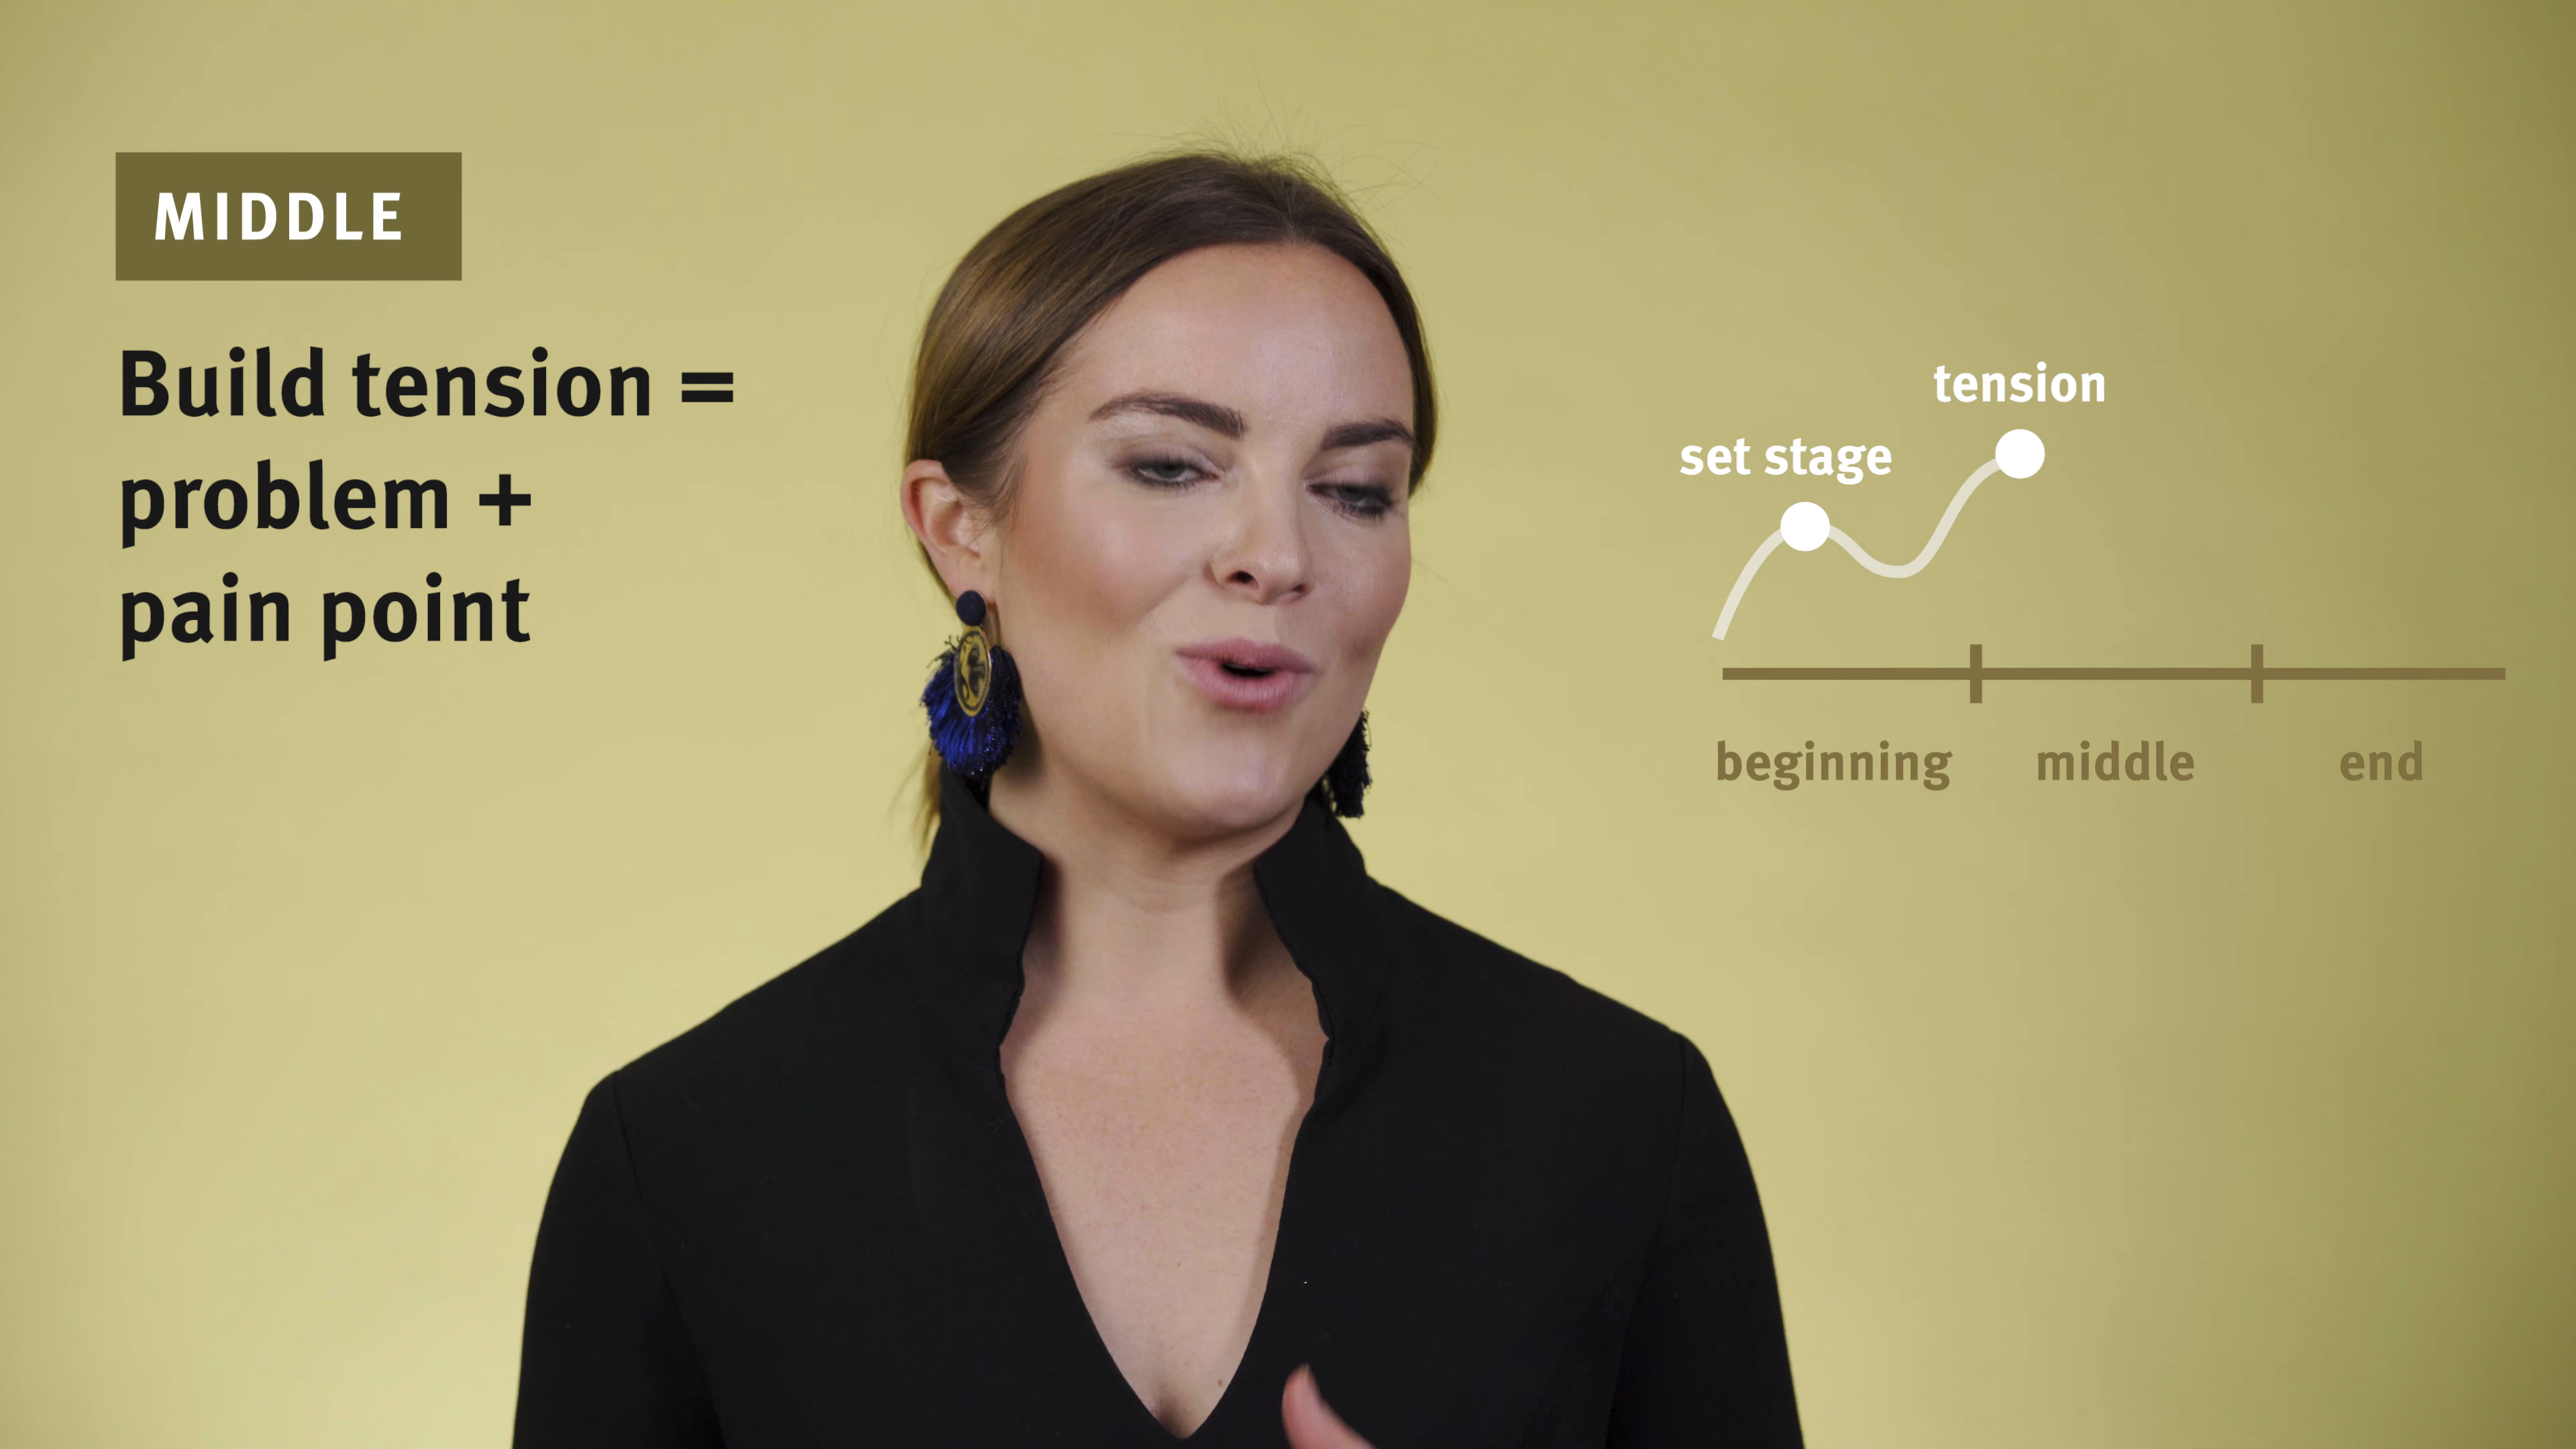 MIDDLE
Build tension =
problem +
pain point
tension
set stage
beginning middle end